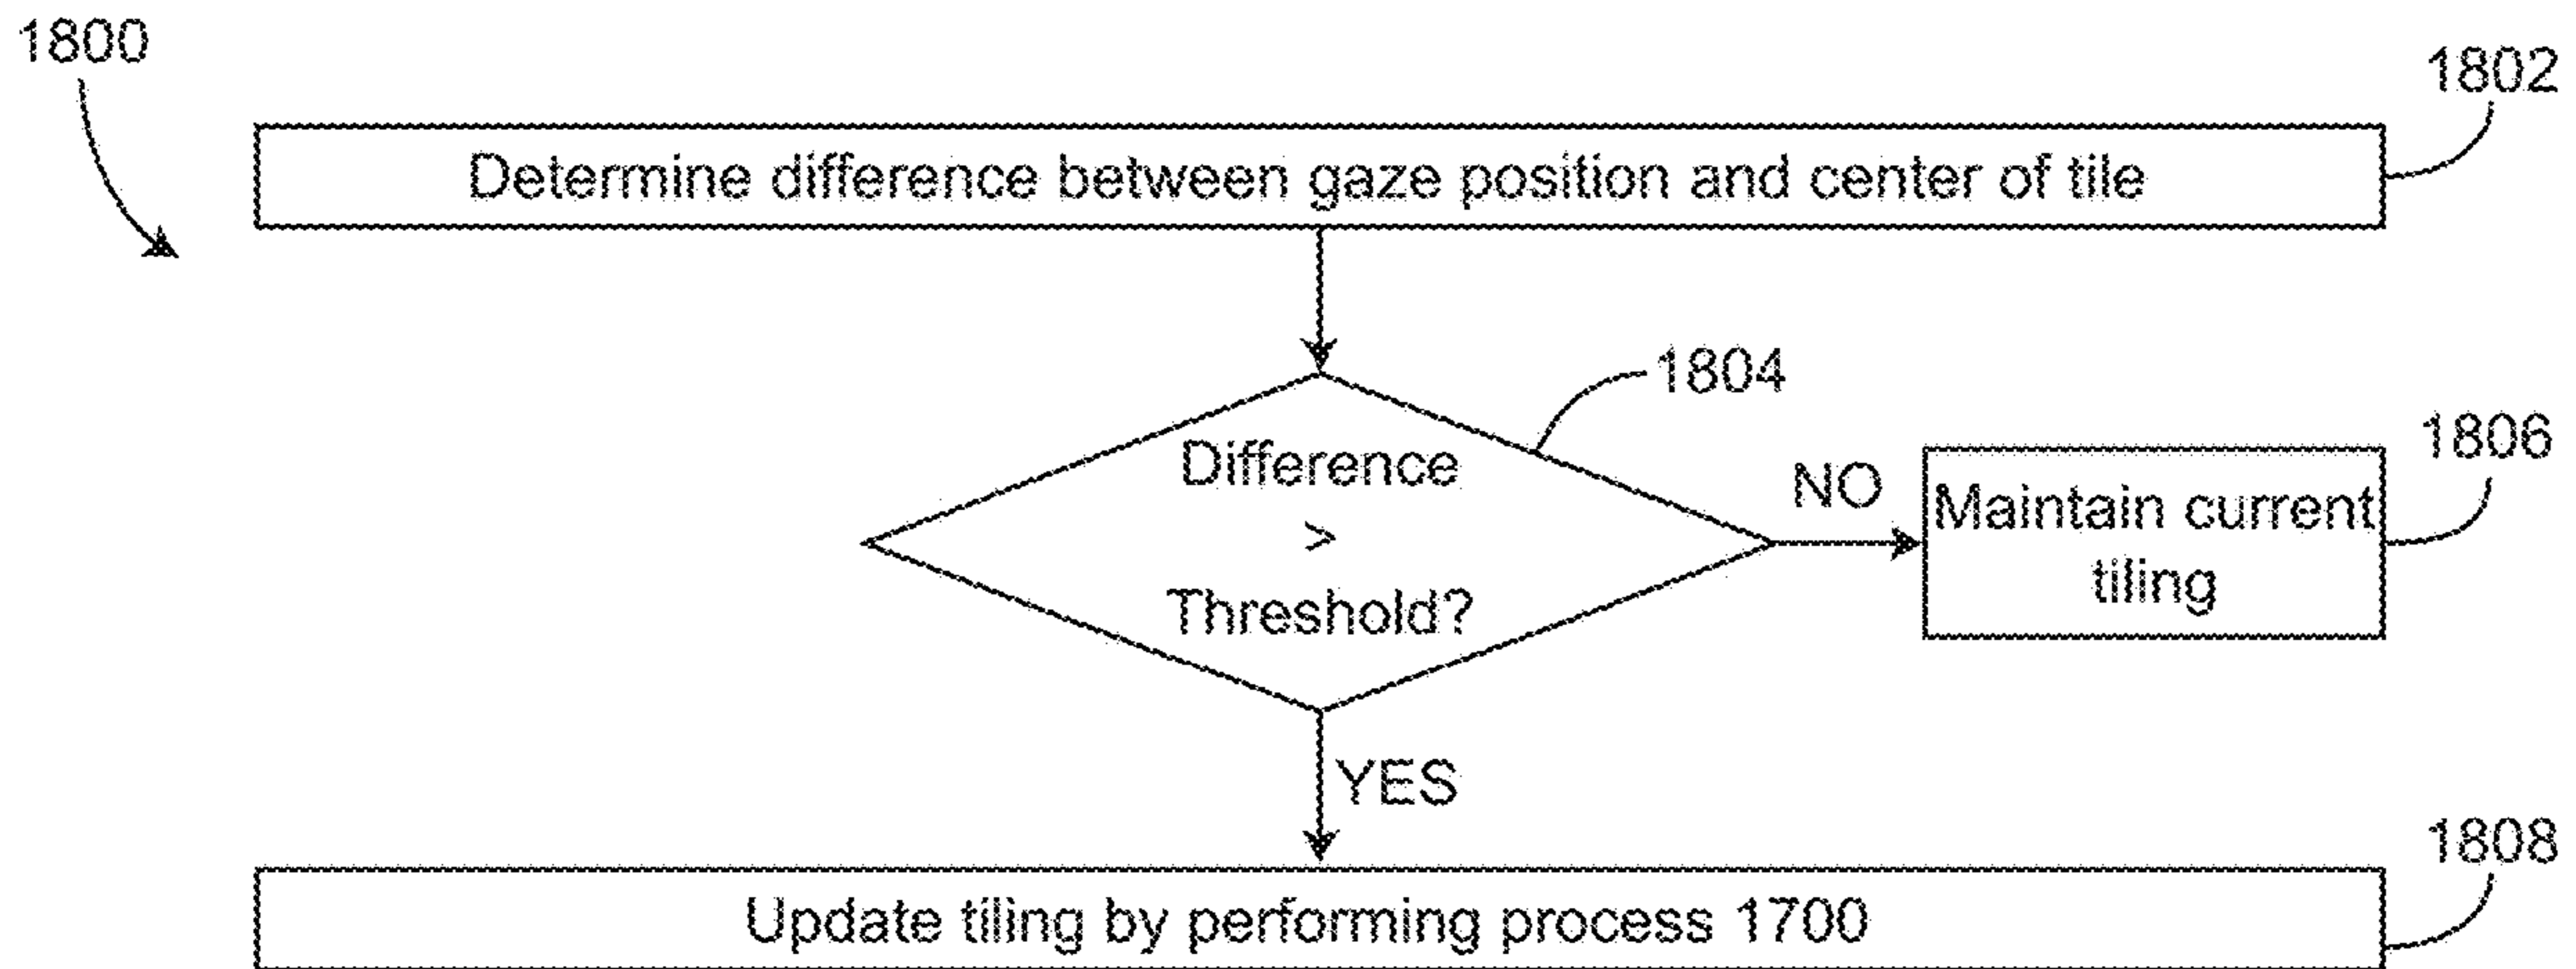 1800
1802
Determine difference between gaze position and center of tile
1804
Difference
>
Threshold?
NO
1806
Maintain current
tiling
YES
1808
Update tiling by performing process 1700